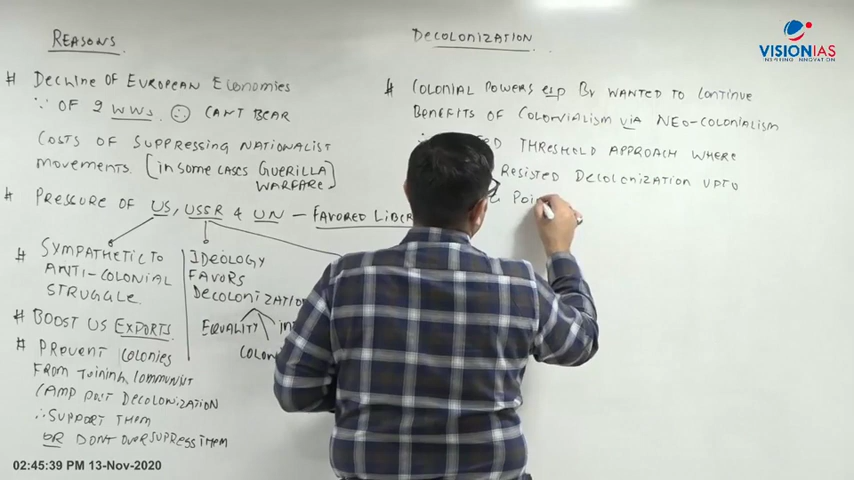 REASONS
# DECLINE OF EUROPEAN ECONOMIES
∵ OF 2 WWs. CAN'T BEAR
COSTS OF SUPPRESSING NATIONALIST
MOVEMENTS. [IN SOME CASES GUERILLA
WARFARE]
# PRESSURE OF US, USSR & UN – FAVORED
# SYMPATHETIC TO
ANTI-COLONIAL
STRUGGLE.
# BOOST US EXPORTS.
# PREVENT COLONIES
FROM JOINING COMMUNIST
CAMP POST DECOLONIZATION
∴ SUPPORT THEM
OR DONT OVERSUPRESS THEM
IDEOLOGY
FAVORS
DECOLONIZATION
EQUALITY
DECOLONIZATION
# COLONIAL POWERS esp Br WANTED TO CONTINUE
BENEFITS OF COLONIALISM via NEO-COLONIALISM
THRESHOLD APPROACH WHERE
RESISTED DECOLONIZATION UPTO
VISIONIAS
INSPIRING INNOVATION
02:45:39 PM 13-Nov-2020